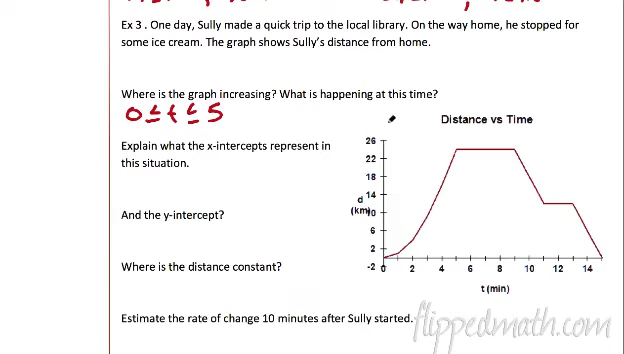 Ex 3 . One day, Sully made a quick trip to the local library. On the way home, he stopped for
some ice cream. The graph shows Sully's distance from home.
Where is the graph increasing? What is happening at this time?
0 ≤ t ≤ 5
Explain what the x-intercepts represent in
this situation.
And the y-intercept?
Where is the distance constant?
Estimate the rate of change 10 minutes after Sully started.
Distance vs Time
26
22
18
14
d
(km)
10
6
2
-2
0 2 4 6 8 10 12 14
t (min)
flippedmath.com/